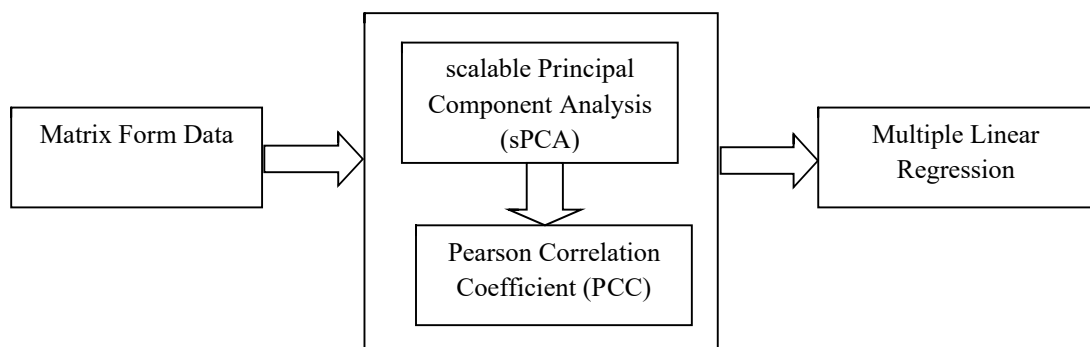 Matrix Form Data
scalable Principal
Component Analysis
(sPCA)
Pearson Correlation
Coefficient (PCC)
Multiple Linear
Regression